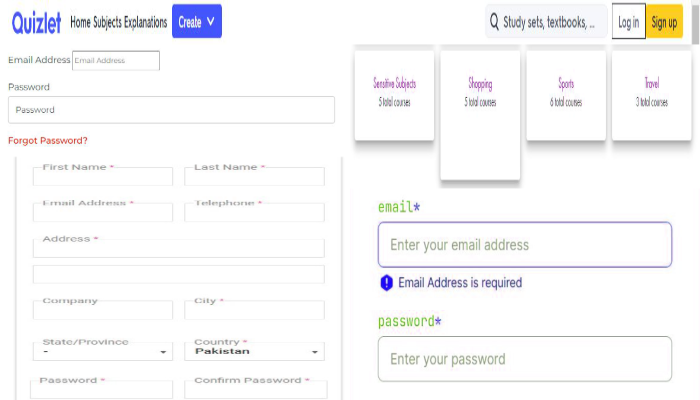 Quizlet Home Subjects Explanations Create Study sets, textbooks, ... Log in Sign up
Email Address Email Address
Password
Password
Forgot Password?
Sensitive Subjects
5 total courses
Shopping
5 total courses
Sports
6 total courses
Travel
3 total courses
First Name * Last Name *
Email Address * Telephone *
Address *
Company City *
State/Province Country *
- Pakistan
Password * Confirm Password *
email*
Enter your email address
Email Address is required
password*
Enter your password